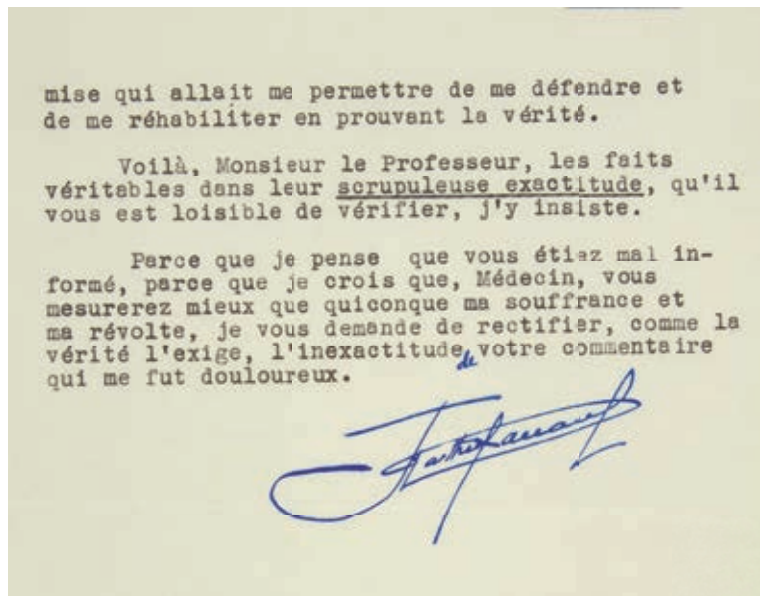 mise qui allait me permettre de me défendre et
de me réhabiliter en prouvant la vérité.
Voilà, Monsieur le Professeur, les faits
véritables dans leur scrupuleuse exactitude, qu'il
vous est loisible de vérifier, j'y insiste.
Parce que je pense que vous étiez mal in-
formé, parce que je crois que, Médecin, vous
mesurerez mieux que quiconque ma souffrance et
ma révolte, je vous demande de rectifier, comme la
vérité l'exige, l'inexactitude de votre commentaire
qui me fut douloureux.